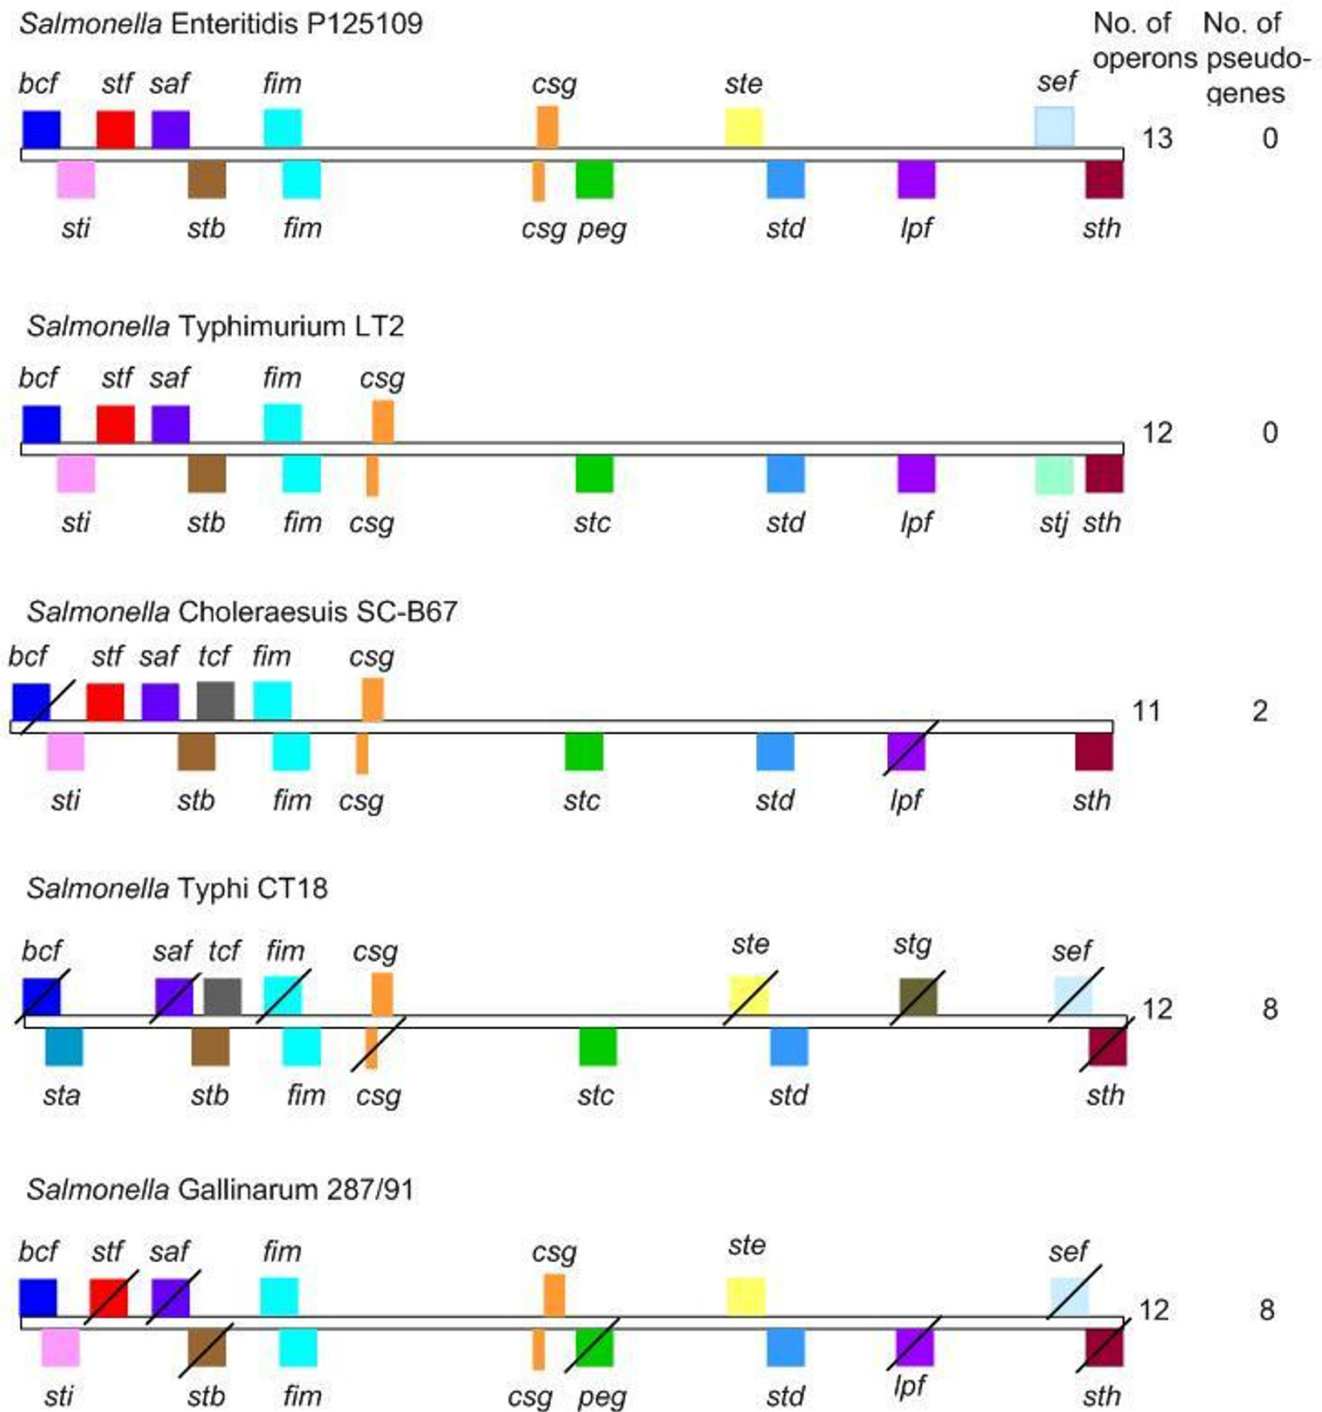 Salmonella Enteritidis P125109
No. of No. of
operons pseudo-
genes
bcf stf saf fim csg ste sef
13 0
sti stb fim csg peg std lpf sth
Salmonella Typhimurium LT2
bcf stf saf fim csg
12 0
sti stb fim csg stc std lpf stj sth
Salmonella Choleraesuis SC-B67
bcf stf saf tcf fim csg
11 2
sti stb fim csg stc std lpf sth
Salmonella Typhi CT18
bcf saf tcf fim csg ste stg sef
12 8
sta stb fim csg stc std sth
Salmonella Gallinarum 287/91
bcf stf saf fim csg ste sef
12 8
sti stb fim csg peg std lpf sth